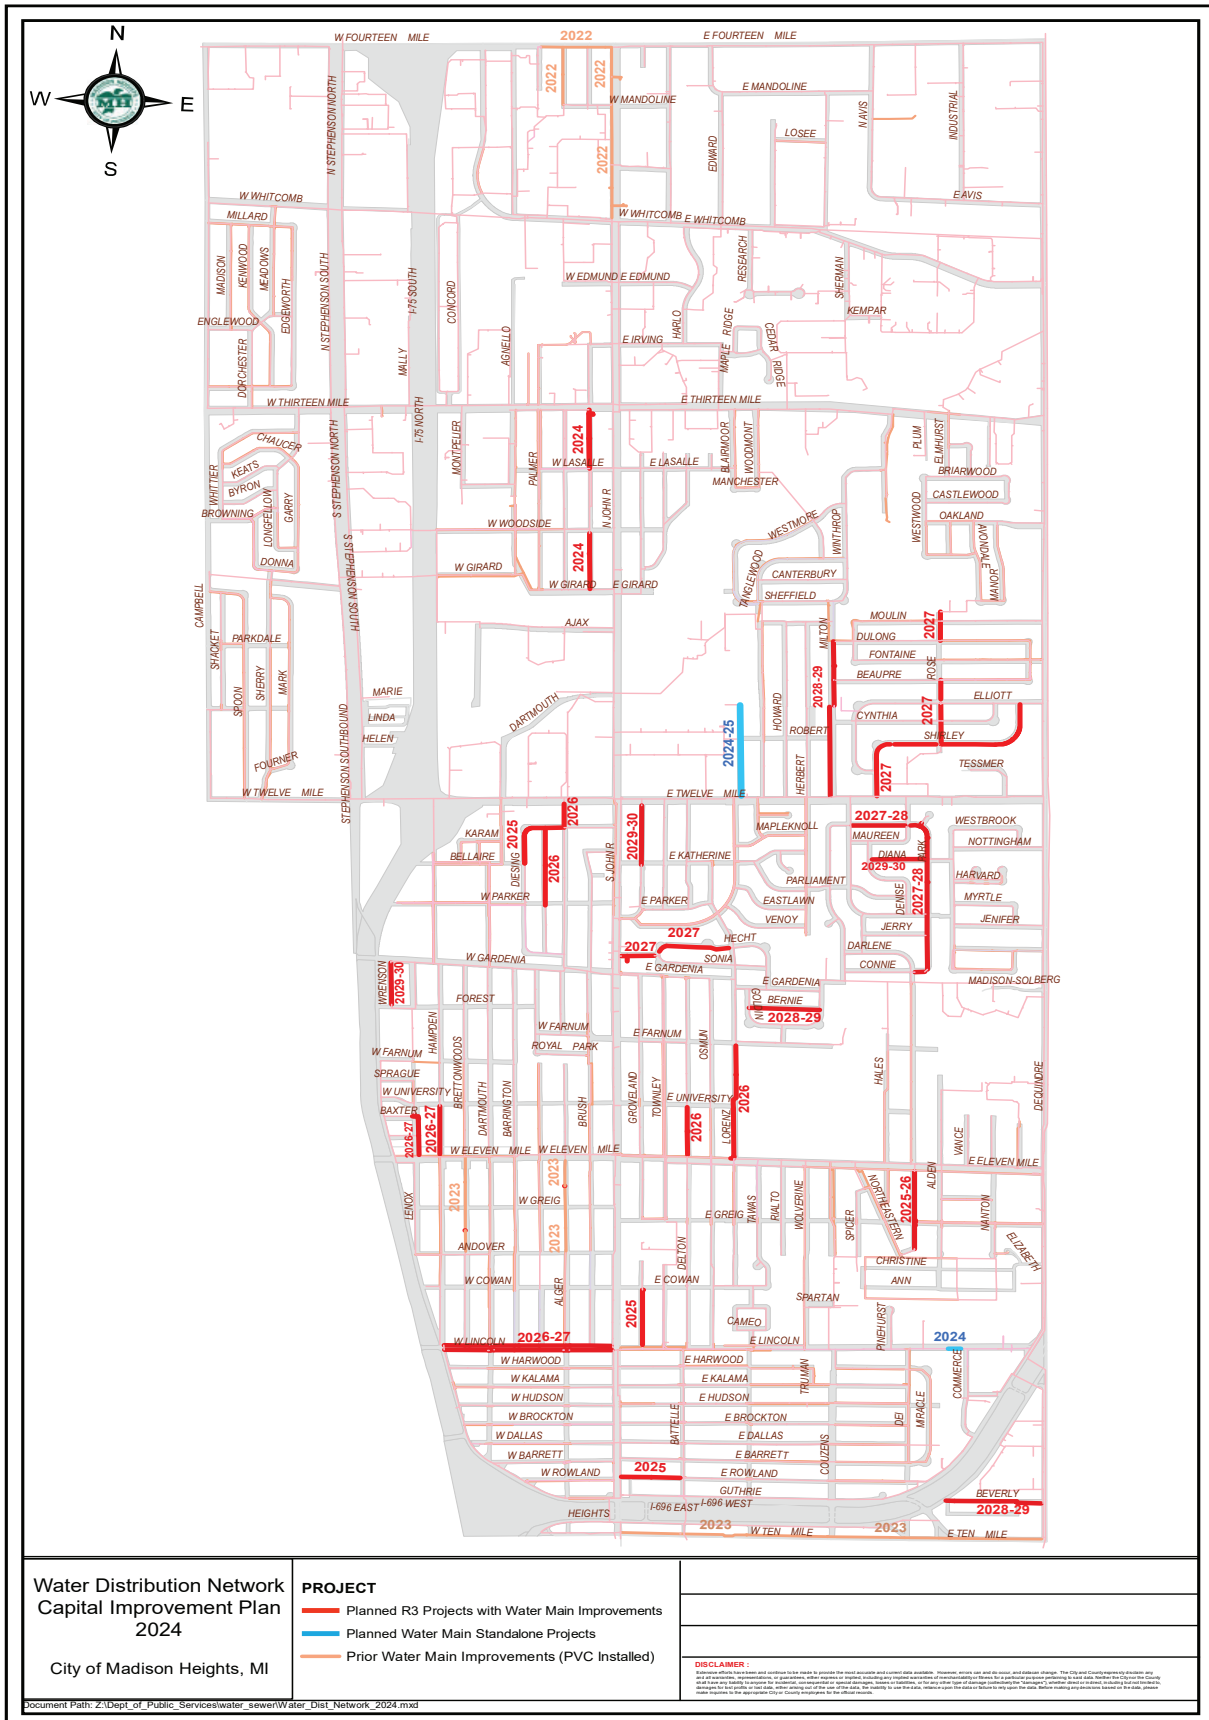 N
W
E
S
MH
W FOURTEEN MILE
2022
E FOURTEEN MILE
N STEPHENSON NORTH
2022
2022
W MANDOLINE
E MANDOLINE
N AVIS
INDUSTRIAL
LOSEE
EDWARD
2022
W WHITCOMB
MILLARD
W WHITCOMB
E WHITCOMB
E AVIS
MADISON
KENWOOD
MEADOWS
EDGEWORTH
N STEPHENSON SOUTH
I-75 SOUTH
CONCORD
W EDMUND
E EDMUND
RESEARCH
SHERMAN
KEMPAR
ENGLEWOOD
DORCHESTER
MALLY
AGNELLO
E IRVING
HARLO
MAPLE RIDGE
CEDAR RIDGE
W THIRTEEN MILE
E THIRTEEN MILE
I-75 NORTH
CHAUCER
KEATS
BYRON
BROWNING
WHITTIER
LONGFELLOW
GARRY
DONNA
S STEPHENSON NORTH
MONTPELIER
PALMER
2024
W LASALLE
E LASALLE
BLAIRMOOR
WOODMONT
MANCHESTER
PLUM
ELMHURST
BRIARWOOD
CASTLEWOOD
OAKLAND
WESTWOOD
AVONDALE
MANOR
N JOHN R
W WOODSIDE
WESTMORE
WINTHROP
S STEPHENSON SOUTH
W GIRARD
2024
W GIRARD
E GIRARD
TANGLEWOOD
CANTERBURY
SHEFFIELD
CAMPBELL
SHACKET
PARKDALE
SPOON
SHERRY
MARK
AJAX
MILTON
MOULIN
2027
DULONG
FONTAINE
ROSE
BEAUPRE
MARIE
LINDA
HELEN
DARTMOUTH
2024-25
HOWARD
ROBERT
2028-29
ELLIOTT
CYNTHIA
2027
SHIRLEY
2027
TESSMER
FOURNER
W TWELVE MILE
STEPHENSON SOUTHBOUND
E TWELVE MILE
HERBERT
2026
2025
KARAM
BELLAIRE
DIESING
2026
W PARKER
S JOHN R
2029-30
E KATHERINE
MAPLEKNOLL
2027-28
MAUREEN
PARK
DIANA
2029-30
WESTBROOK
NOTTINGHAM
PARLIAMENT
E PARKER
EASTLAWN
VENOY
DENISE
2027-28
HARVARD
MYRTLE
JERRY
JENIFER
2027
2027
HECHT
SONIA
DARLENE
CONNIE
W GARDENIA
E GARDENIA
E GARDENIA
MADISON-SOLBERG
WRENSON
2029-30
GOLDIN
BERNIE
2028-29
FOREST
HAMPDEN
W FARNUM
E FARNUM
OSMUN
ROYAL PARK
W FARNUM
SPRAGUE
W UNIVERSITY
BRETTONWOODS
DARTMOUTH
BARRINGTON
BRUSH
GROVELAND
TOWNLEY
HALES
DEQUINDRE
BAXTER
2026-27
2026-27
E UNIVERSITY
2026
LORENZ
2026
VANCE
W ELEVEN MILE
W ELEVEN MILE
E ELEVEN MILE
2023
2023
LENOX
W GREIG
2023
E GREIG
TAWAS
RIALTO
WOLVERINE
SPICER
NORTHEASTERN
2025-26
ALDEN
NANTON
ELIZABETH
ANDOVER
W COWAN
ALGER
DELTON
E COWAN
CHRISTINE
ANN
2025
SPARTAN
CAMEO
PINEHURST
2024
W LINCOLN
2026-27
E LINCOLN
W HARWOOD
E HARWOOD
W KALAMA
E KALAMA
TRUMAN
COMMERCE
W HUDSON
E HUDSON
W BROCKTON
E BROCKTON
BATTELLE
DEI
MIRACLE
W DALLAS
E DALLAS
W BARRETT
E BARRETT
COUZENS
W ROWLAND
2025
E ROWLAND
GUTHRIE
BEVERLY
I-696 EAST
I-696 WEST
2028-29
HEIGHTS
2023
W TEN MILE
2023
E TEN MILE
Water Distribution Network
Capital Improvement Plan
2024
City of Madison Heights, MI
PROJECT
Planned R3 Projects with Water Main Improvements
Planned Water Main Standalone Projects
Prior Water Main Improvements (PVC Installed)
DISCLAIMER :
Document Path: Z:\Dept_of_Public_Services\water_sewer\Water_Dist_Network_2024.mxd